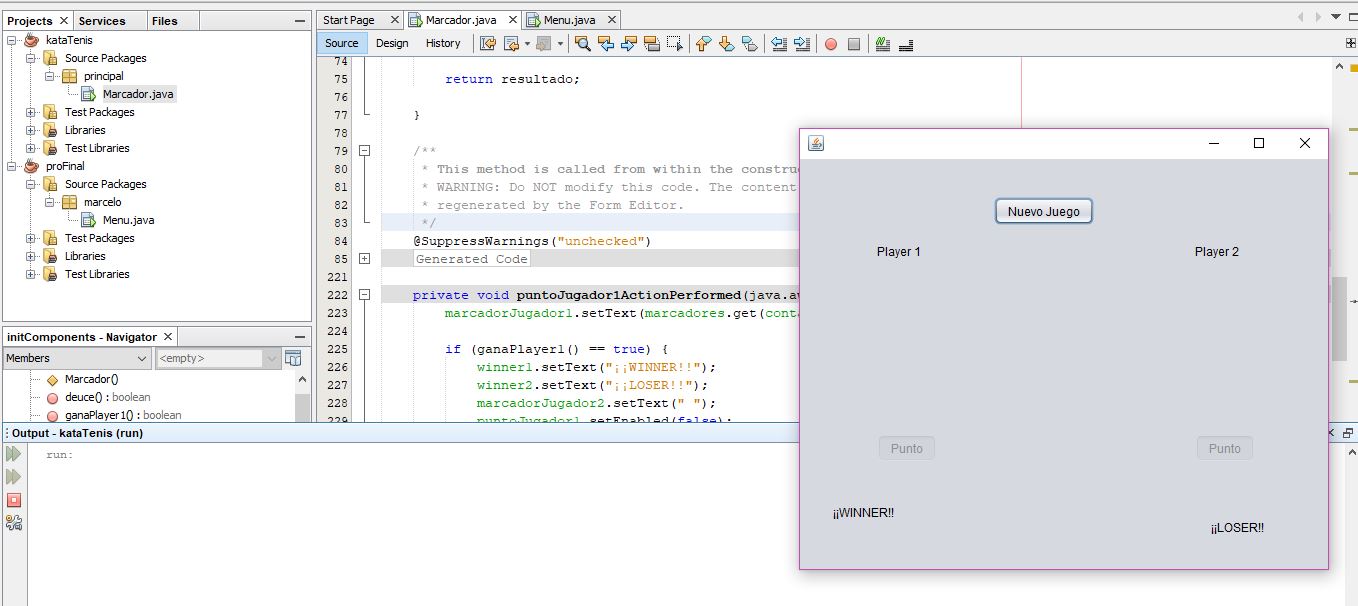 Projects
Services
Files
kataTenis
Source Packages
principal
Marcador.java
Test Packages
Libraries
Test Libraries
proFinal
Source Packages
marcelo
Menu.java
Test Packages
Libraries
Test Libraries
initComponents - Navigator
Members
<empty>
Marcador()
deuce() : boolean
ganaPlayer1() : boolean
Start Page
Marcador.java
Menu.java
Source
Design
History
74
75 return resultado;
76
77 }
78
79 /**
80 * This method is called from within the constru
81 * WARNING: Do NOT modify this code. The content
82 * regenerated by the Form Editor.
83 */
84 @SuppressWarnings("unchecked")
85 Generated Code
221
222 private void puntoJugador1ActionPerformed(java.aw
223 marcadorJugador1.setText(marcadores.get(conta
224
225 if (ganaPlayer1() == true) {
226 winner1.setText("¡¡WINNER!!");
227 winner2.setText("¡¡LOSER!!");
228 marcadorJugador2.setText(" ");
229 puntoJugador1.setEnabled(false);
Output - kataTenis (run)
run:
Nuevo Juego
Player 1
Player 2
Punto
Punto
¡¡WINNER!!
¡¡LOSER!!